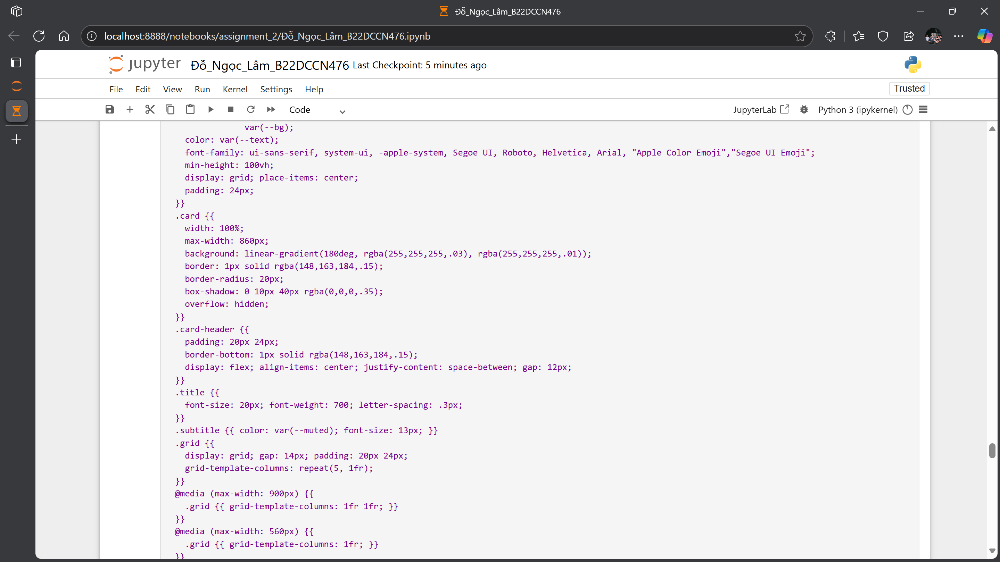 Đỗ_Ngọc_Lâm_B22DCCN476
localhost:8888/notebooks/assignment_2/Đỗ_Ngọc_Lâm_B22DCCN476.ipynb
jupyter Đỗ_Ngọc_Lâm_B22DCCN476 Last Checkpoint: 5 minutes ago
File Edit View Run Kernel Settings Help Trusted
Code JupyterLab Python 3 (ipykernel)
var(--bg);
color: var(--text);
font-family: ui-sans-serif, system-ui, -apple-system, Segoe UI, Roboto, Helvetica, Arial, "Apple Color Emoji","Segoe UI Emoji";
min-height: 100vh;
display: grid; place-items: center;
padding: 24px;
}}
.card {{
width: 100%;
max-width: 860px;
background: linear-gradient(180deg, rgba(255,255,255,.03), rgba(255,255,255,.01));
border: 1px solid rgba(148,163,184,.15);
border-radius: 20px;
box-shadow: 0 10px 40px rgba(0,0,0,.35);
overflow: hidden;
}}
.card-header {{
padding: 20px 24px;
border-bottom: 1px solid rgba(148,163,184,.15);
display: flex; align-items: center; justify-content: space-between; gap: 12px;
}}
.title {{
font-size: 20px; font-weight: 700; letter-spacing: .3px;
}}
.subtitle {{ color: var(--muted); font-size: 13px; }}
.grid {{
display: grid; gap: 14px; padding: 20px 24px;
grid-template-columns: repeat(5, 1fr);
}}
@media (max-width: 900px) {{
.grid {{ grid-template-columns: 1fr 1fr; }}
}}
@media (max-width: 560px) {{
.grid {{ grid-template-columns: 1fr; }}
}}